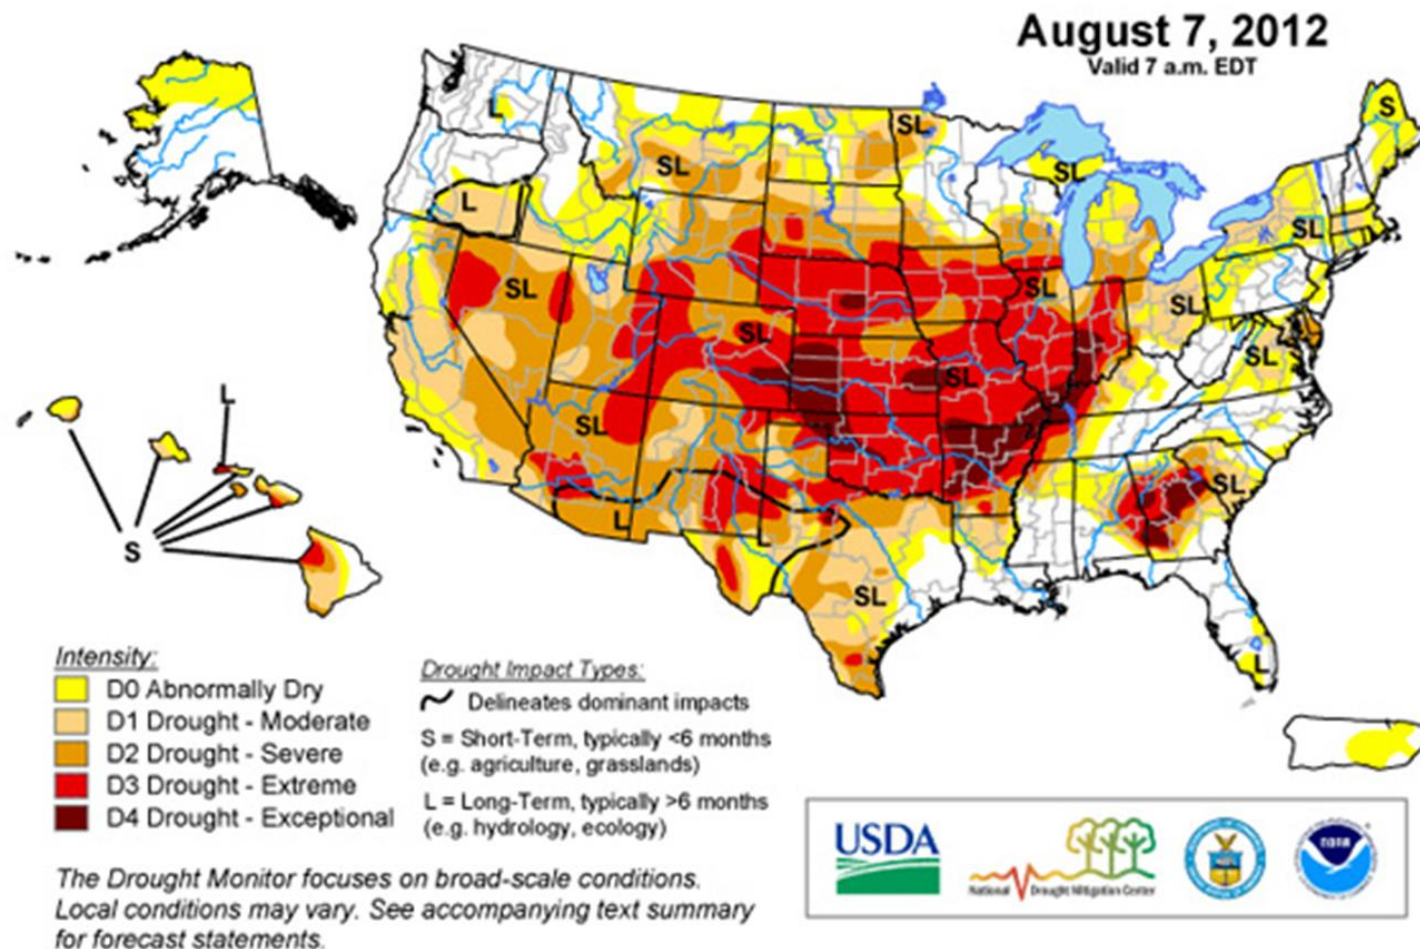 August 7, 2012
Valid 7 a.m. EDT
L
SL
SL
S
SL
L
SL
SL
SL
SL
SL
SL
SL
SL
L
SL
L
L
SL
L
S
L
Intensity:
D0 Abnormally Dry
D1 Drought - Moderate
D2 Drought - Severe
D3 Drought - Extreme
D4 Drought - Exceptional
Drought Impact Types:
Delineates dominant impacts
S = Short-Term, typically <6 months
(e.g. agriculture, grasslands)
L = Long-Term, typically >6 months
(e.g. hydrology, ecology)
The Drought Monitor focuses on broad-scale conditions.
Local conditions may vary. See accompanying text summary
for forecast statements.
USDA
National Drought Mitigation Center
NOAA